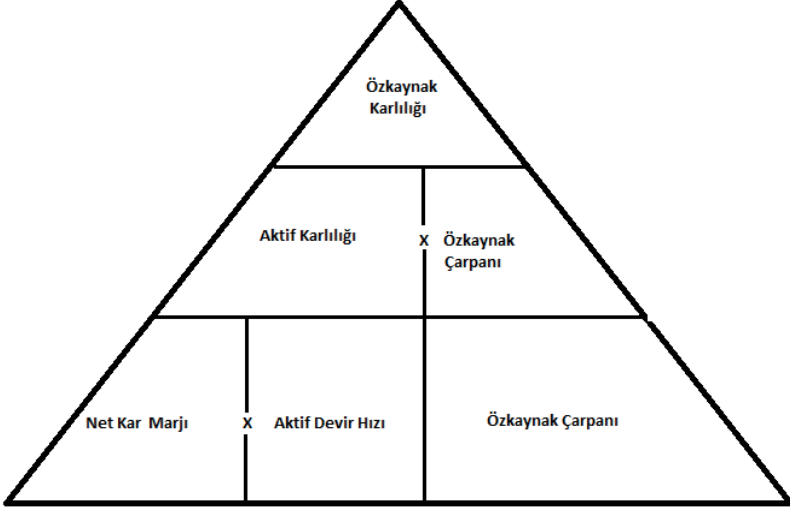 Özkaynak
Karlılığı
Aktif Karlılığı
X
Özkaynak
Çarpanı
Net Kar Marjı
X
Aktif Devir Hızı
Özkaynak Çarpanı